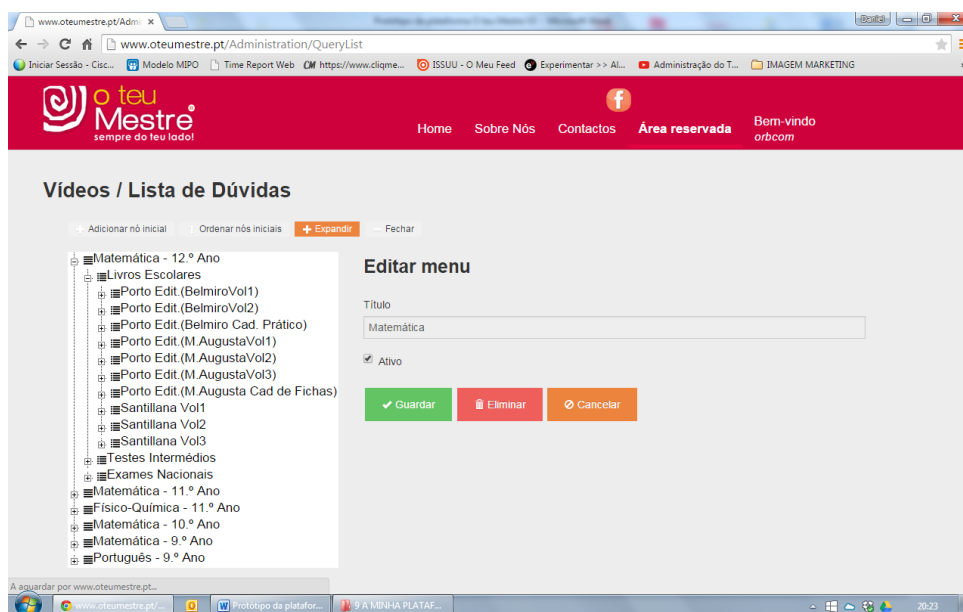 www.oteumestre.pt/Admi
Daniel
www.oteumestre.pt/Administration/QueryList
Iniciar Sessão - Cisc... Modelo MIPO Time Report Web https://www.cliqme... ISSUU - O Meu Feed Experimentar >> Al... Administração do T... IMAGEM MARKETING
o teu
Mestre
sempre do teu lado!
Home Sobre Nós Contactos Área reservada Bem-vindo
orbcom
Vídeos / Lista de Dúvidas
Adicionar nó inicial Ordenar nós iniciais Expandir Fechar
Matemática - 12.º Ano
Livros Escolares
Porto Edit.(BelmiroVol1)
Porto Edit.(BelmiroVol2)
Porto Edit.(Belmiro Cad. Prático)
Porto Edit.(M.AugustaVol1)
Porto Edit.(M.AugustaVol2)
Porto Edit.(M.AugustaVol3)
Porto Edit.(M.Augusta Cad de Fichas)
Santillana Vol1
Santillana Vol2
Santillana Vol3
Testes Intermédios
Exames Nacionais
Matemática - 11.º Ano
Físico-Química - 11.º Ano
Matemática - 10.º Ano
Matemática - 9.º Ano
Português - 9.º Ano
Editar menu
Título
Matemática
Ativo
Guardar Eliminar Cancelar
A aguardar por www.oteumestre.pt...
www.oteumestre.pt/... Protótipo da platafor... 9 A MINHA PLATAF... 20:23